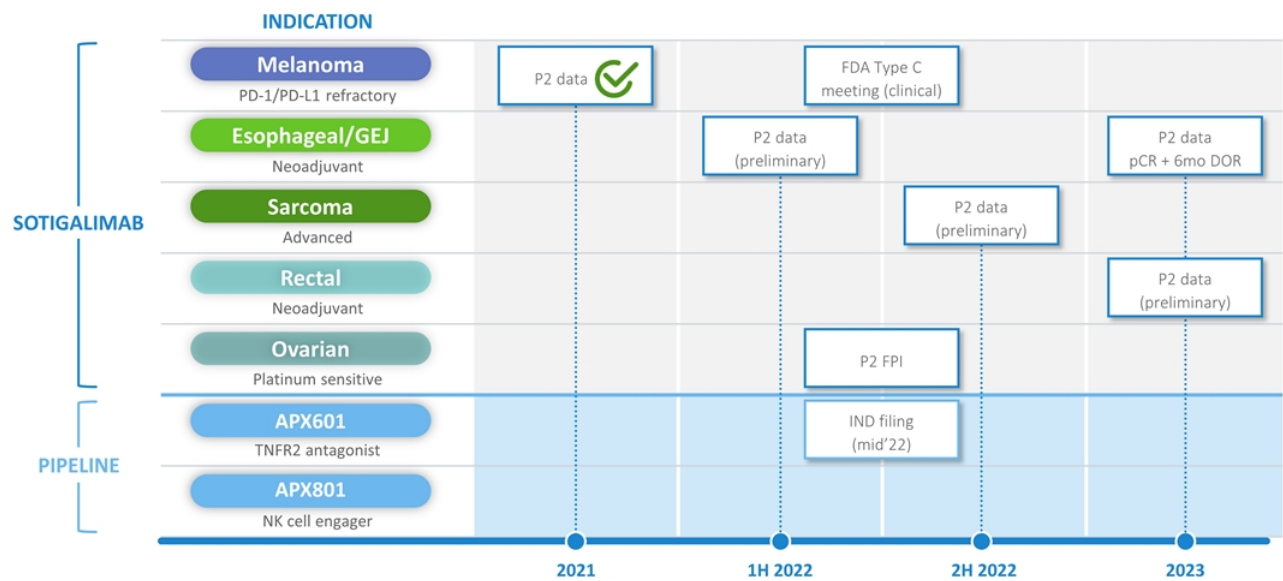 INDICATION
SOTIGALIMAB
Melanoma
PD-1/PD-L1 refractory
P2 data
FDA Type C
meeting (clinical)
Esophageal/GEJ
Neoadjuvant
P2 data
(preliminary)
P2 data
pCR + 6mo DOR
Sarcoma
Advanced
P2 data
(preliminary)
Rectal
Neoadjuvant
P2 data
(preliminary)
Ovarian
Platinum sensitive
P2 FPI
PIPELINE
APX601
TNFR2 antagonist
IND filing
(mid'22)
APX801
NK cell engager
2021
1H 2022
2H 2022
2023